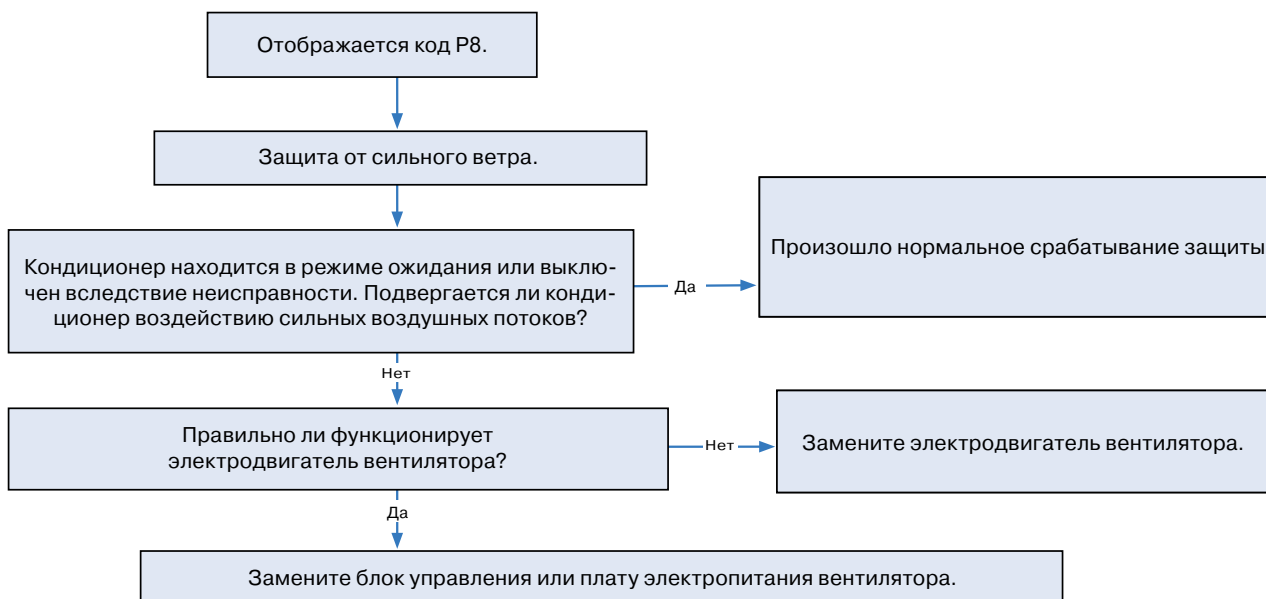 Отображается код P8.
Защита от сильного ветра.
Кондиционер находится в режиме ожидания или выклю-
чен вследствие неисправности. Подвергается ли конди-
ционер воздействию сильных воздушных потоков?
Да
Произошло нормальное срабатывание защиты
Нет
Правильно ли функционирует
электродвигатель вентилятора?
Нет
Замените электродвигатель вентилятора.
Да
Замените блок управления или плату электропитания вентилятора.